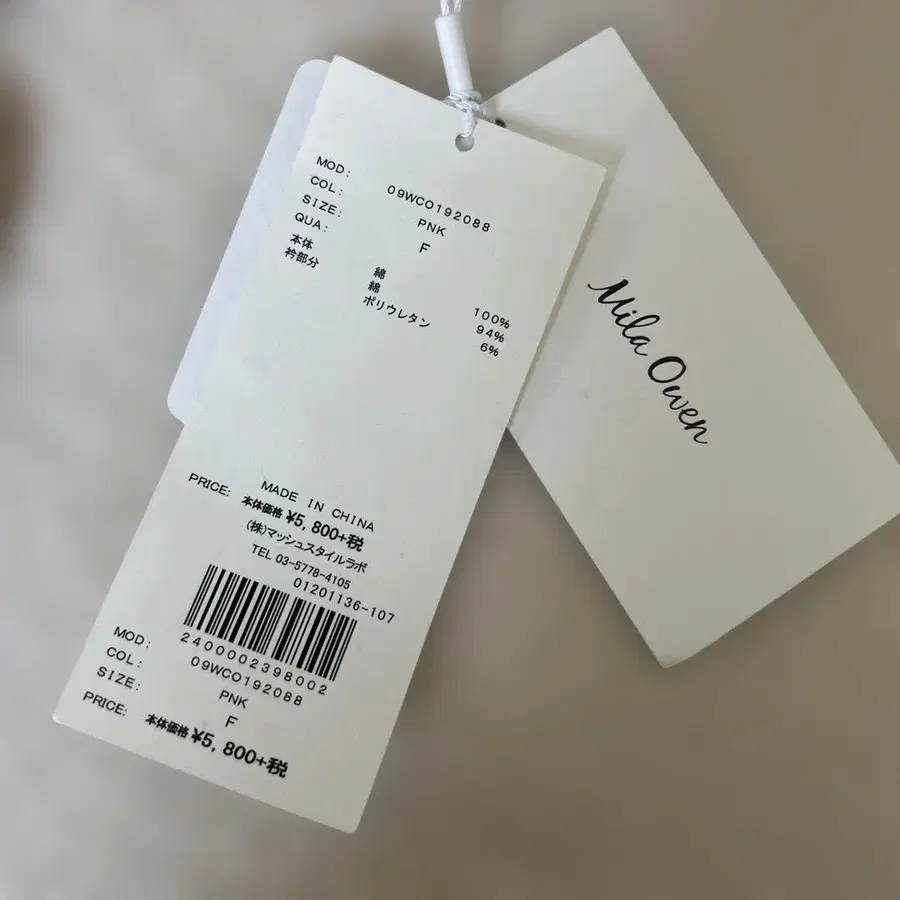 MOD: 09WCO192088
COL: PNK
SIZE: F
QUA:
本体 綿 100%
衿部分 綿 94%
ポリウレタン 6%
MADE IN CHINA
PRICE: 本体価格 ¥5,800+税
(株)マッシュスタイルラボ
TEL 03-5778-4105
01201136-107
2400002398002
MOD: 09WCO192088
COL: PNK
SIZE: F
PRICE: 本体価格 ¥5,800+税
Mila Owen